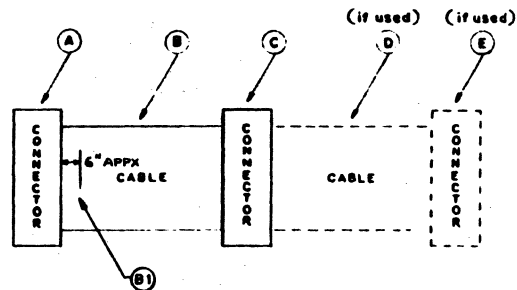 (if used) (if used)
A B C D E
CONNECTOR
6" APPX
CABLE
CONNECTOR
CABLE
CONNECTOR
B1